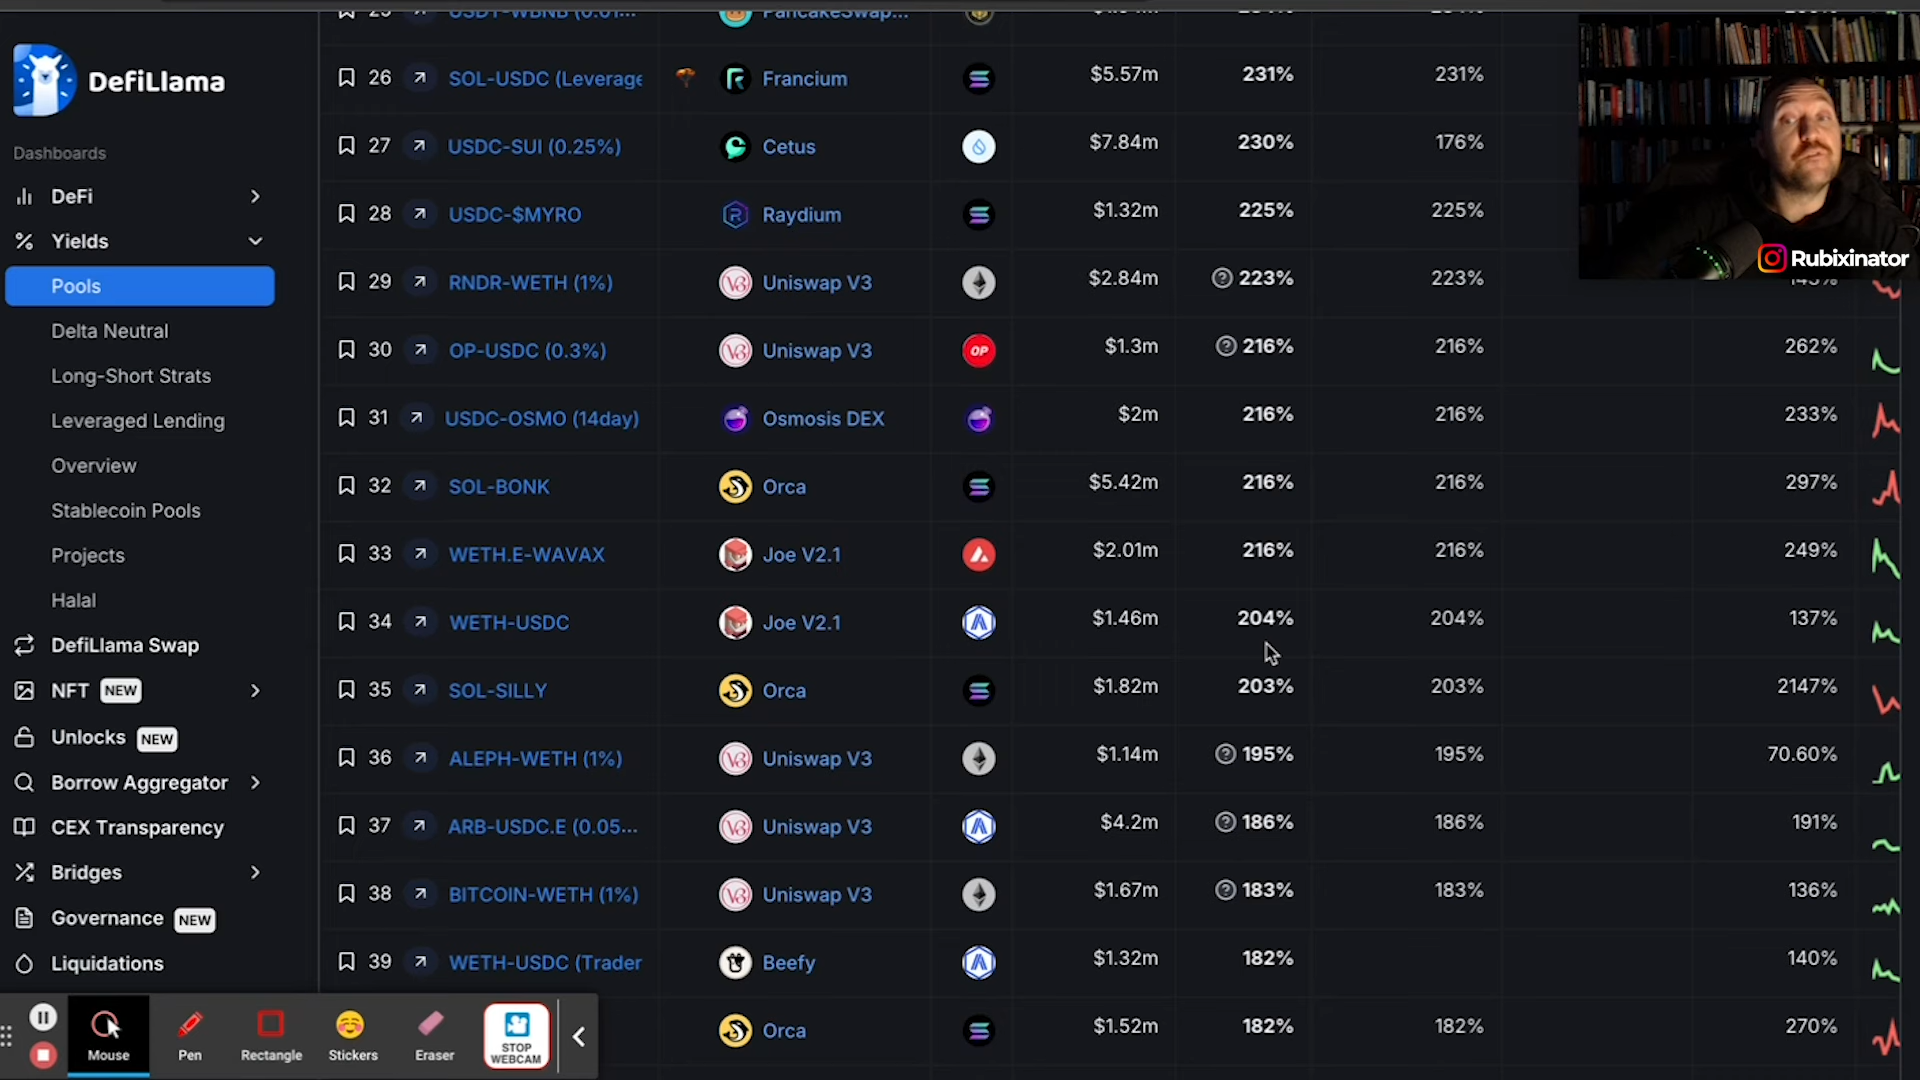 DefiLlama
Dashboards
DeFi
Yields
Pools
Delta Neutral
Long-Short Strats
Leveraged Lending
Overview
Stablecoin Pools
Projects
Halal
DefiLlama Swap
NFT NEW
Unlocks NEW
Borrow Aggregator
CEX Transparency
Bridges
Governance NEW
Liquidations
26 SOL-USDC (Leverage Francium $5.57m 231% 231%
27 USDC-SUI (0.25%) Cetus $7.84m 230% 176%
28 USDC-$MYRO Raydium $1.32m 225% 225%
29 RNDR-WETH (1%) Uniswap V3 $2.84m 223% 223%
30 OP-USDC (0.3%) Uniswap V3 OP $1.3m 216% 216% 262%
31 USDC-OSMO (14day) Osmosis DEX $2m 216% 216% 233%
32 SOL-BONK Orca $5.42m 216% 216% 297%
33 WETH.E-WAVAX Joe V2.1 $2.01m 216% 216% 249%
34 WETH-USDC Joe V2.1 $1.46m 204% 204% 137%
35 SOL-SILLY Orca $1.82m 203% 203% 2147%
36 ALEPH-WETH (1%) Uniswap V3 $1.14m 195% 195% 70.60%
37 ARB-USDC.E (0.05... Uniswap V3 $4.2m 186% 186% 191%
38 BITCOIN-WETH (1%) Uniswap V3 $1.67m 183% 183% 136%
39 WETH-USDC (Trader Beefy $1.32m 182% 140%
Orca $1.52m 182% 182% 270%
Rubixinator
Mouse
Pen
Rectangle
Stickers
Eraser
STOP
WEBCAM